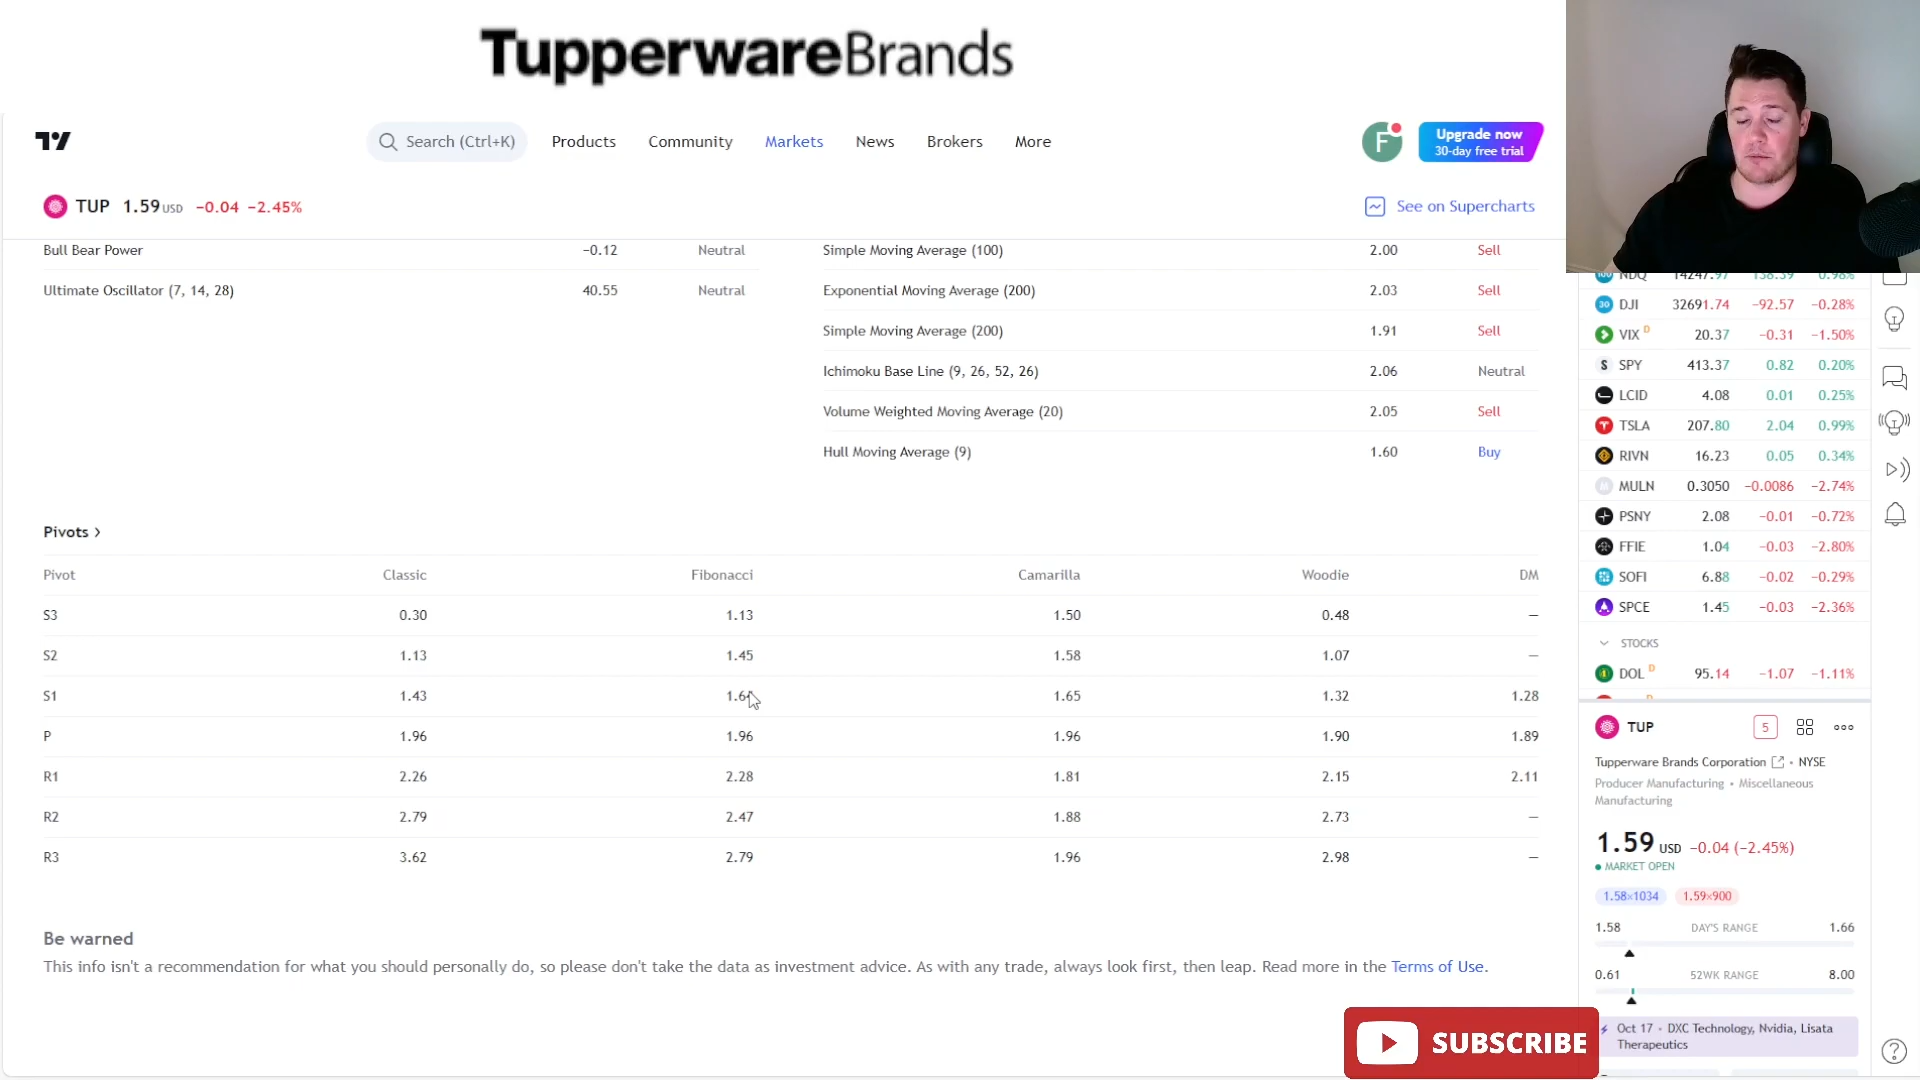 TupperwareBrands
Search (Ctrl+K)
Products
Community
Markets
News
Brokers
More
F
Upgrade now
30-day free trial
TUP 1.59 USD −0.04 −2.45%
See on Supercharts
Bull Bear Power −0.12 Neutral
Ultimate Oscillator (7, 14, 28) 40.55 Neutral
Simple Moving Average (100) 2.00 Sell
Exponential Moving Average (200) 2.03 Sell
Simple Moving Average (200) 1.91 Sell
Ichimoku Base Line (9, 26, 52, 26) 2.06 Neutral
Volume Weighted Moving Average (20) 2.05 Sell
Hull Moving Average (9) 1.60 Buy
Pivots
Pivot Classic Fibonacci Camarilla Woodie DM
S3 0.30 1.13 1.50 0.48 —
S2 1.13 1.45 1.58 1.07 —
S1 1.43 1.65 1.32 1.28
P 1.96 1.96 1.96 1.90 1.89
R1 2.26 2.28 1.81 2.15 2.11
R2 2.79 2.47 1.88 2.73 —
R3 3.62 2.79 1.96 2.98 —
Be warned
This info isn't a recommendation for what you should personally do, so please don't take the data as investment advice. As with any trade, always look first, then leap. Read more in the Terms of Use.
NDQ 14247.97 138.39 0.98%
DJI 32691.74 −92.57 −0.28%
VIX D 20.37 −0.31 −1.50%
SPY 413.37 0.82 0.20%
LCID 4.08 0.01 0.25%
TSLA 207.80 2.04 0.99%
RIVN 16.23 0.05 0.34%
MULN 0.3050 −0.0086 −2.74%
PSNY 2.08 −0.01 −0.72%
FFIE 1.04 −0.03 −2.80%
SOFI 6.88 −0.02 −0.29%
SPCE 1.45 −0.03 −2.36%
STOCKS
DOL D 95.14 −1.07 −1.11%
TUP 5
Tupperware Brands Corporation • NYSE
Producer Manufacturing • Miscellaneous
Manufacturing
1.59 USD −0.04 (−2.45%)
MARKET OPEN
1.58×1034 1.59×900
1.58 DAY'S RANGE 1.66
0.61 52WK RANGE 8.00
Oct 17 • DXC Technology, Nvidia, Lisata
Therapeutics
SUBSCRIBE